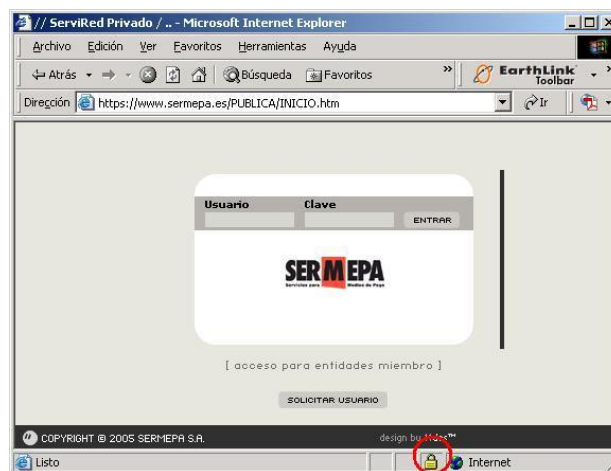 // ServiRed Privado / .. - Microsoft Internet Explorer
Archivo Edición Ver Favoritos Herramientas Ayuda
Atrás Búsqueda Favoritos » EarthLink Toolbar »
Dirección https://www.sermepa.es/PUBLICA/INICIO.htm Ir
Usuario Clave
ENTRAR
SERMEPA
Servicios para Medios de Pago
[ acceso para entidades miembro ]
SOLICITAR USUARIO
COPYRIGHT © 2005 SERMEPA S.A. design by
Listo Internet